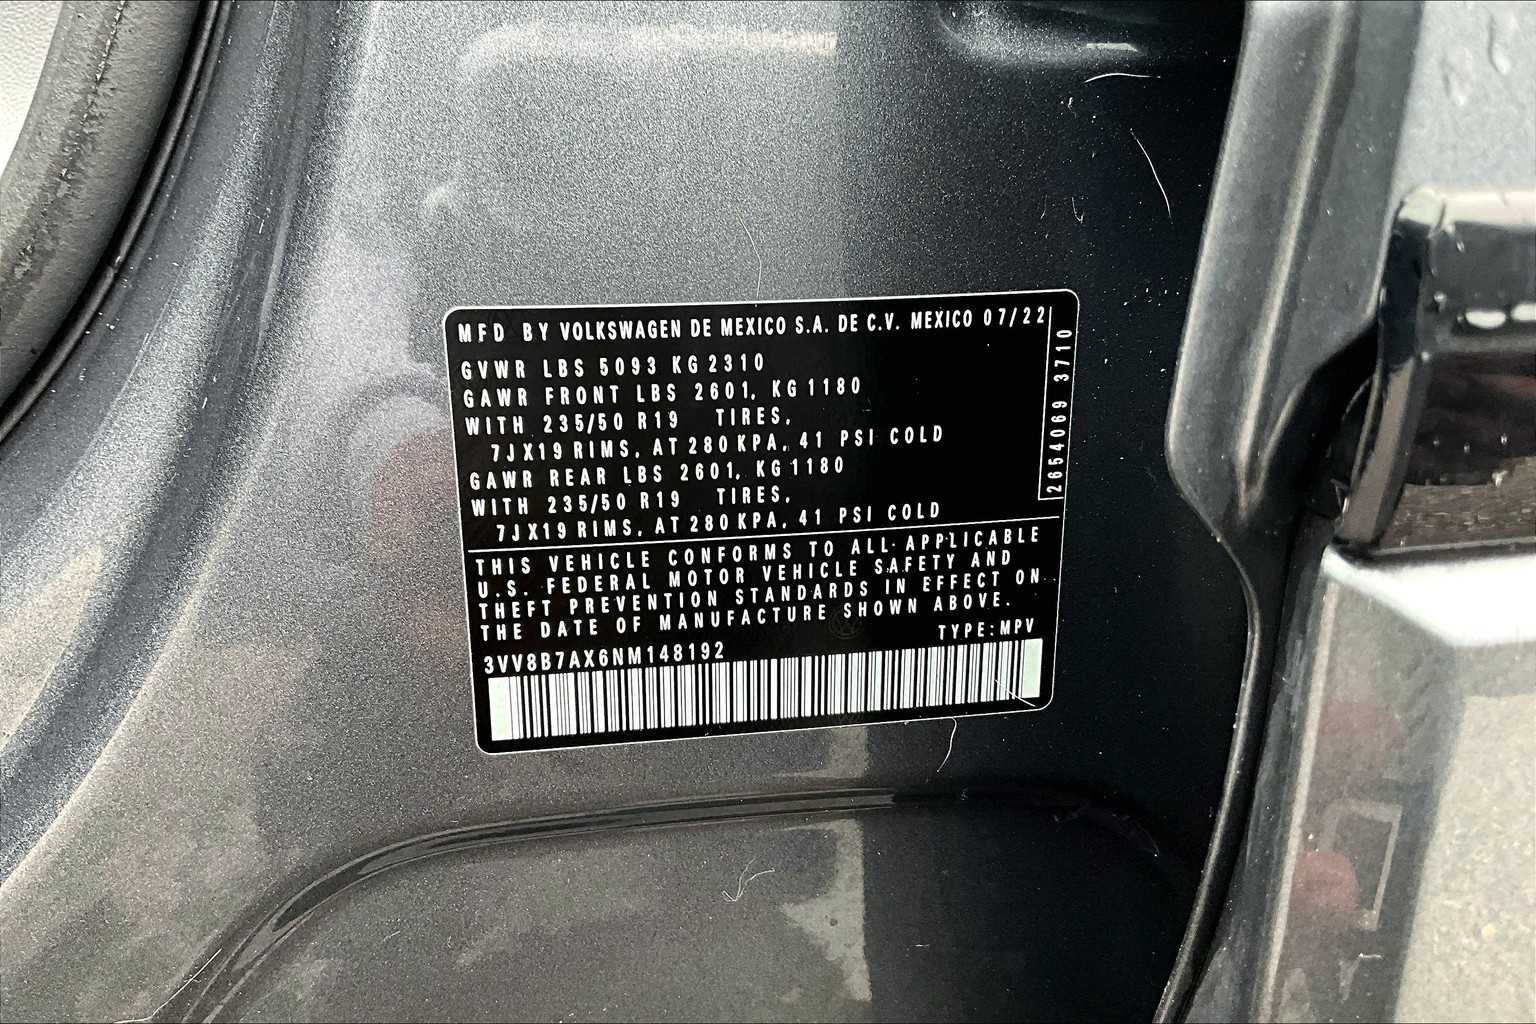 MFD BY VOLKSWAGEN DE MEXICO S.A. DE C.V. MEXICO 07/22
GVWR LBS 5093 KG 2310
GAWR FRONT LBS 2601, KG 1180
WITH 235/50 R19 TIRES,
7JX19 RIMS, AT 280 KPA, 41 PSI COLD
GAWR REAR LBS 2601, KG 1180
WITH 235/50 R19 TIRES,
7JX19 RIMS, AT 280 KPA, 41 PSI COLD
2654069 3710
THIS VEHICLE CONFORMS TO ALL APPLICABLE
U.S. FEDERAL MOTOR VEHICLE SAFETY AND
THEFT PREVENTION STANDARDS IN EFFECT ON
THE DATE OF MANUFACTURE SHOWN ABOVE.
TYPE:MPV
3VV8B7AX6NM148192